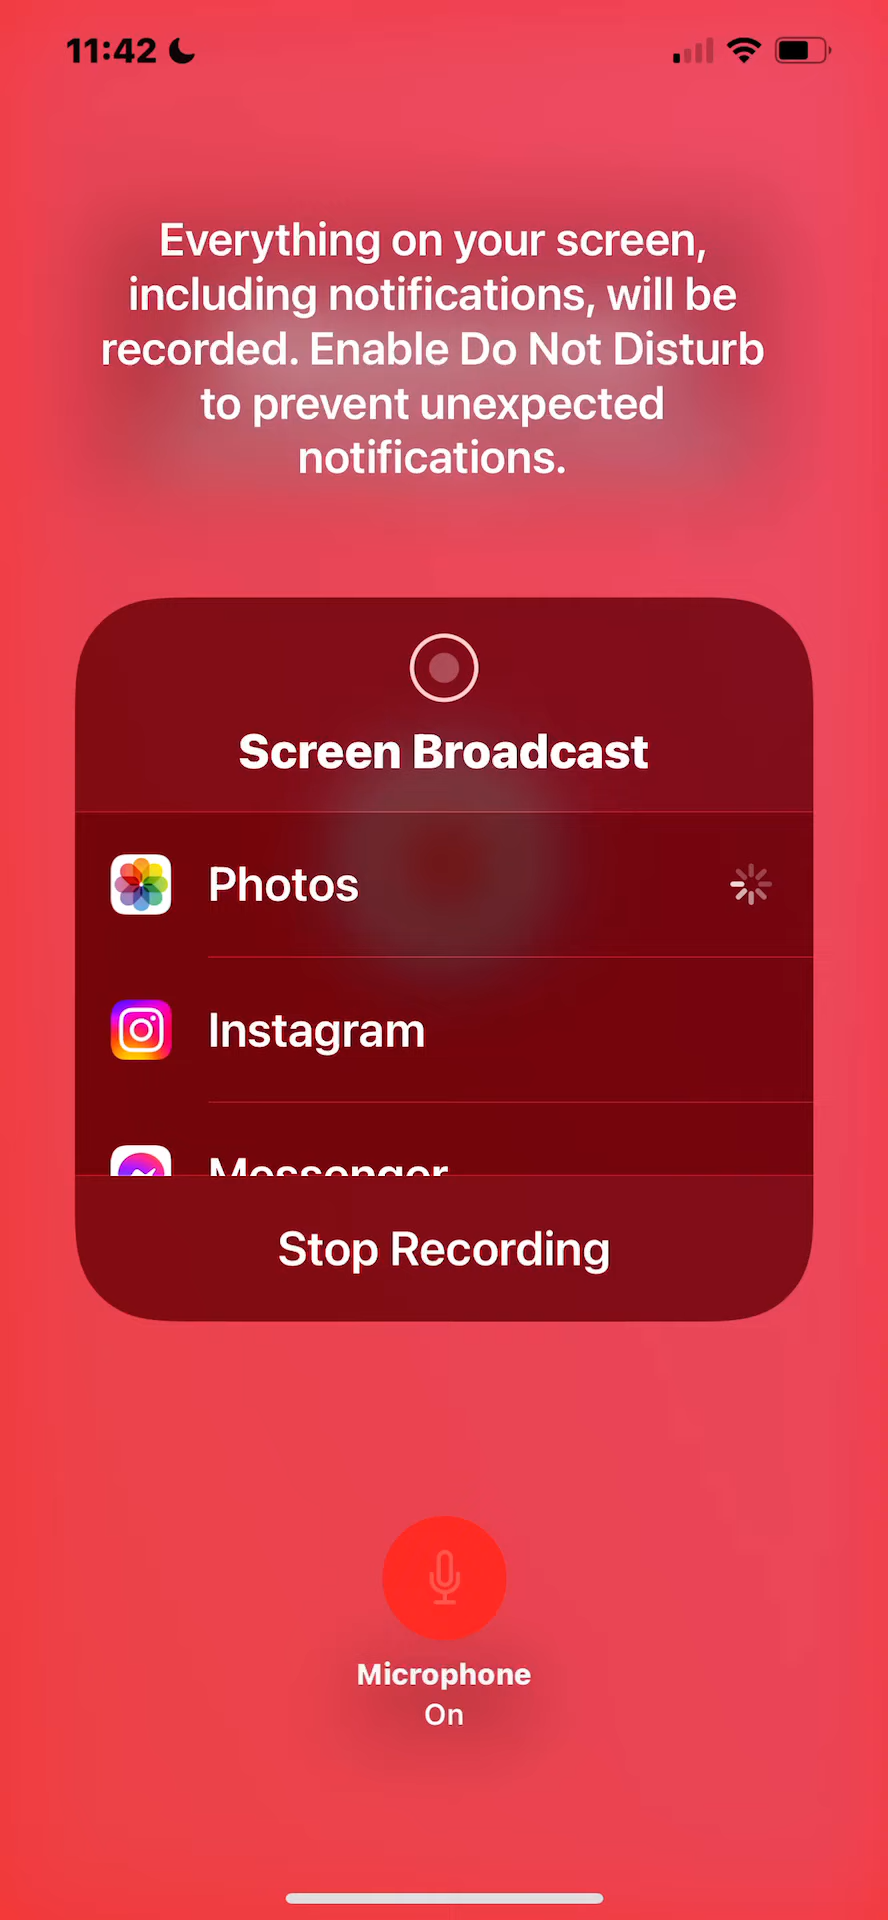 11:42
Everything on your screen,
including notifications, will be
recorded. Enable Do Not Disturb
to prevent unexpected
notifications.
Screen Broadcast
Photos
Instagram
Messenger
Stop Recording
Microphone
On